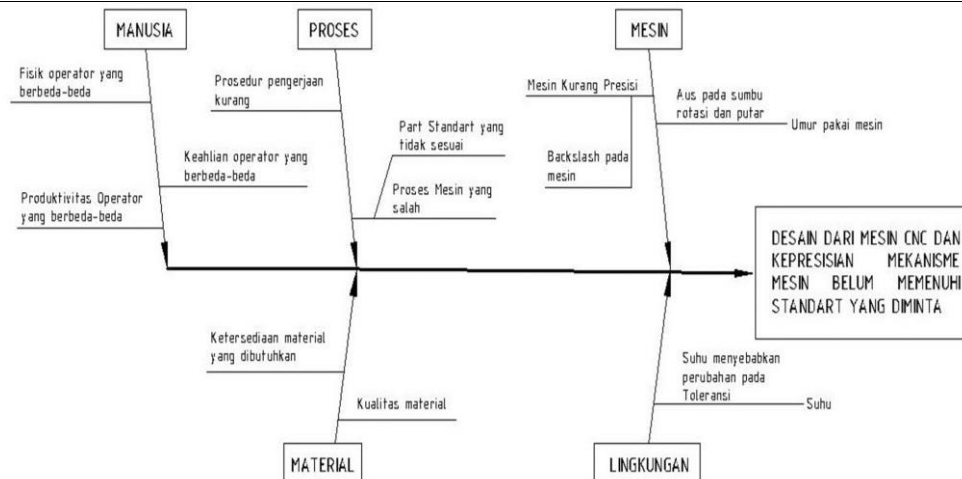 MANUSIA
PROSES
MESIN
Fisik operator yang
berbeda-beda
Keahlian operator yang
berbeda-beda
Produktivitas Operator
yang berbeda-beda
Prosedur pengerjaan
kurang
Part Standart yang
tidak sesuai
Proses Mesin yang
salah
Mesin Kurang Presisi
Backslash pada
mesin
Aus pada sumbu
rotasi dan putar
Umur pakai mesin
DESAIN DARI MESIN CNC DAN
KEPRESISIAN MEKANISME
MESIN BELUM MEMENUHI
STANDART YANG DIMINTA
Ketersediaan material
yang dibutuhkan
Kualitas material
Suhu menyebabkan
perubahan pada
Toleransi
Suhu
MATERIAL
LINGKUNGAN